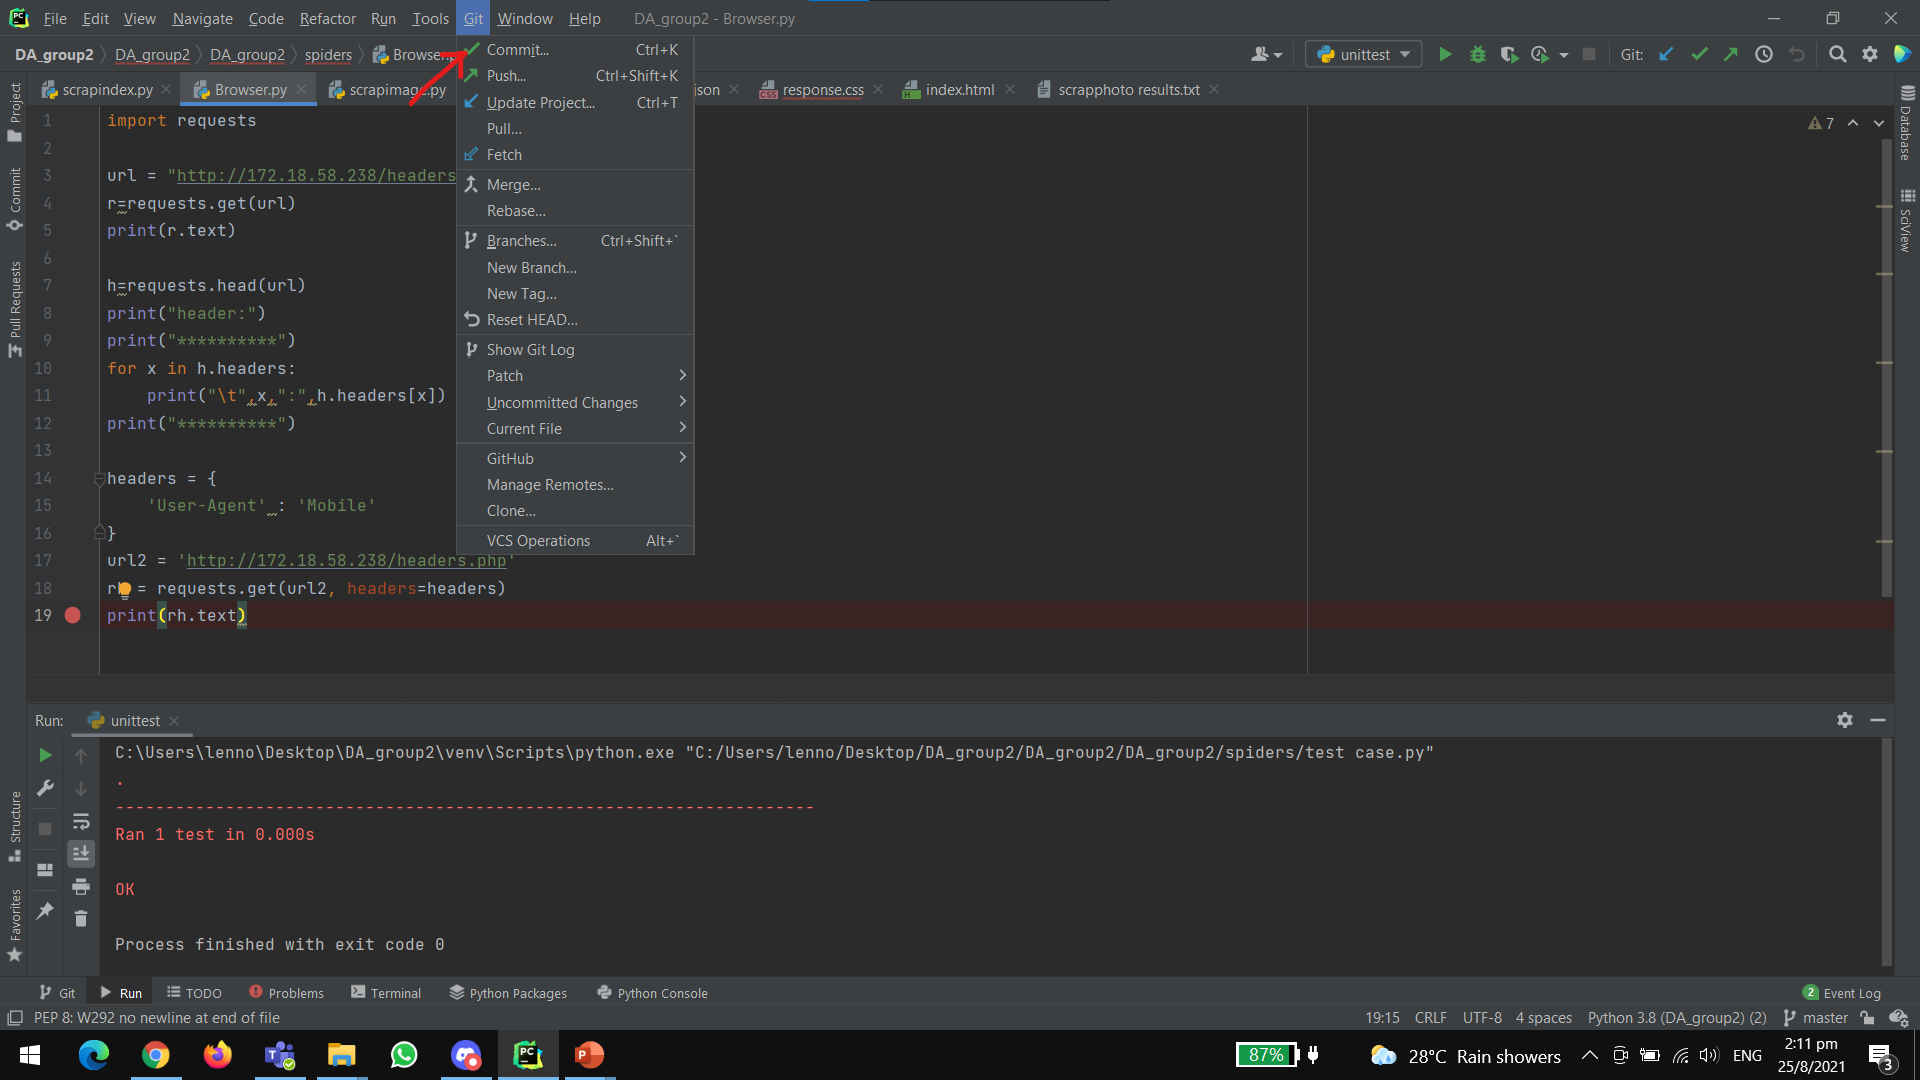 File Edit View Navigate Code Refactor Run Tools Git Window Help DA_group2 - Browser.py
DA_group2 DA_group2 DA_group2 spiders Browser.p unittest Git:
scrapindex.py Browser.py scrapimage.py json response.css index.html scrapphoto results.txt
Commit... Ctrl+K
Push... Ctrl+Shift+K
Update Project... Ctrl+T
Pull...
Fetch
Merge...
Rebase...
Branches... Ctrl+Shift+`
New Branch...
New Tag...
Reset HEAD...
Show Git Log
Patch
Uncommitted Changes
Current File
GitHub
Manage Remotes...
Clone...
VCS Operations Alt+`
Project
Commit
Pull Requests
Structure
Favorites
Database
SciView
7
1 import requests
2
3 url = "http://172.18.58.238/headers
4 r=requests.get(url)
5 print(r.text)
6
7 h=requests.head(url)
8 print("header:")
9 print("**********")
10 for x in h.headers:
11 print("\t",x,":",h.headers[x])
12 print("**********")
13
14 headers = {
15 'User-Agent' : 'Mobile'
16 }
17 url2 = 'http://172.18.58.238/headers.php'
18 rh = requests.get(url2, headers=headers)
19 print(rh.text)
Run: unittest
C:\Users\lenno\Desktop\DA_group2\venv\Scripts\python.exe "C:/Users/lenno/Desktop/DA_group2/DA_group2/DA_group2/spiders/test case.py"
.
----------------------------------------------------------------------
Ran 1 test in 0.000s
OK
Process finished with exit code 0
Git Run TODO Problems Terminal Python Packages Python Console 2 Event Log
PEP 8: W292 no newline at end of file 19:15 CRLF UTF-8 4 spaces Python 3.8 (DA_group2) (2) master
87% 28°C Rain showers ENG 2:11 pm
25/8/2021 3